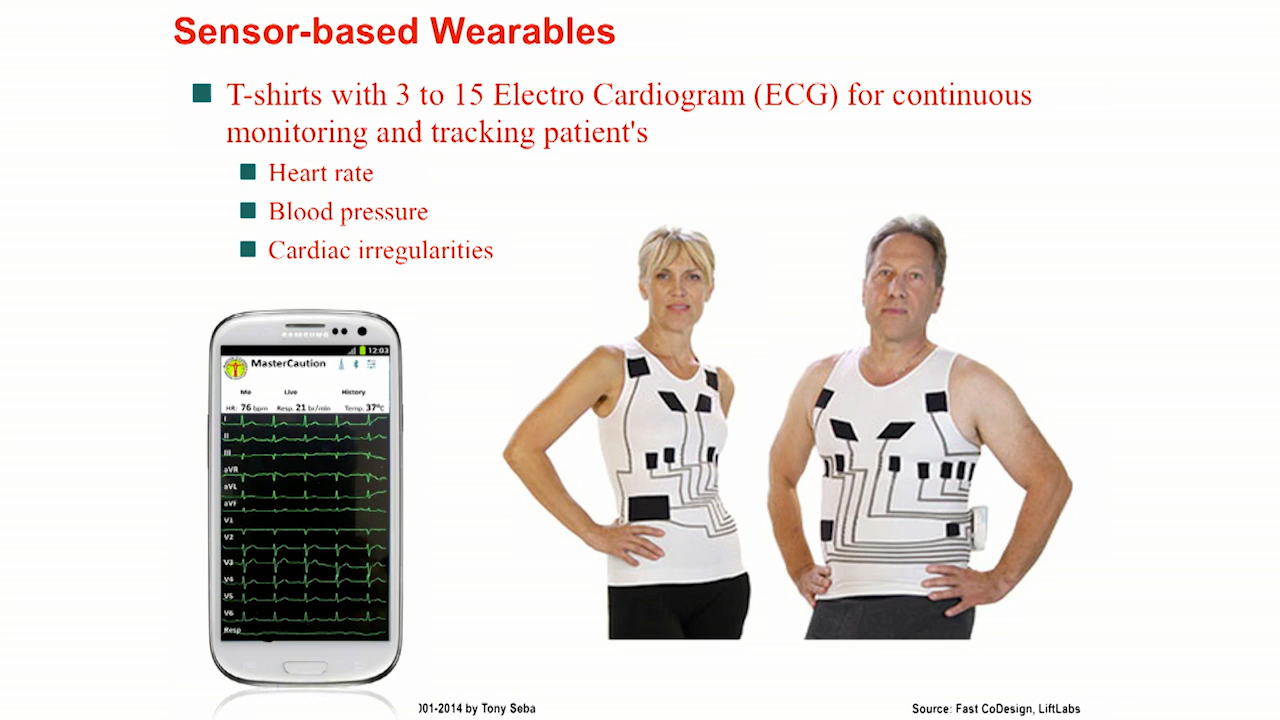 Sensor-based Wearables
T-shirts with 3 to 15 Electro Cardiogram (ECG) for continuous
monitoring and tracking patient's
Heart rate
Blood pressure
Cardiac irregularities
SAMSUNG
12:03
MasterCaution
Me Live History
HR: 76 bpm Resp. 21 br/min Temp. 37°C
I
II
III
aVR
aVL
aVF
V1
V2
V3
V4
V5
V6
Resp
001-2014 by Tony Seba
Source: Fast CoDesign, LiftLabs